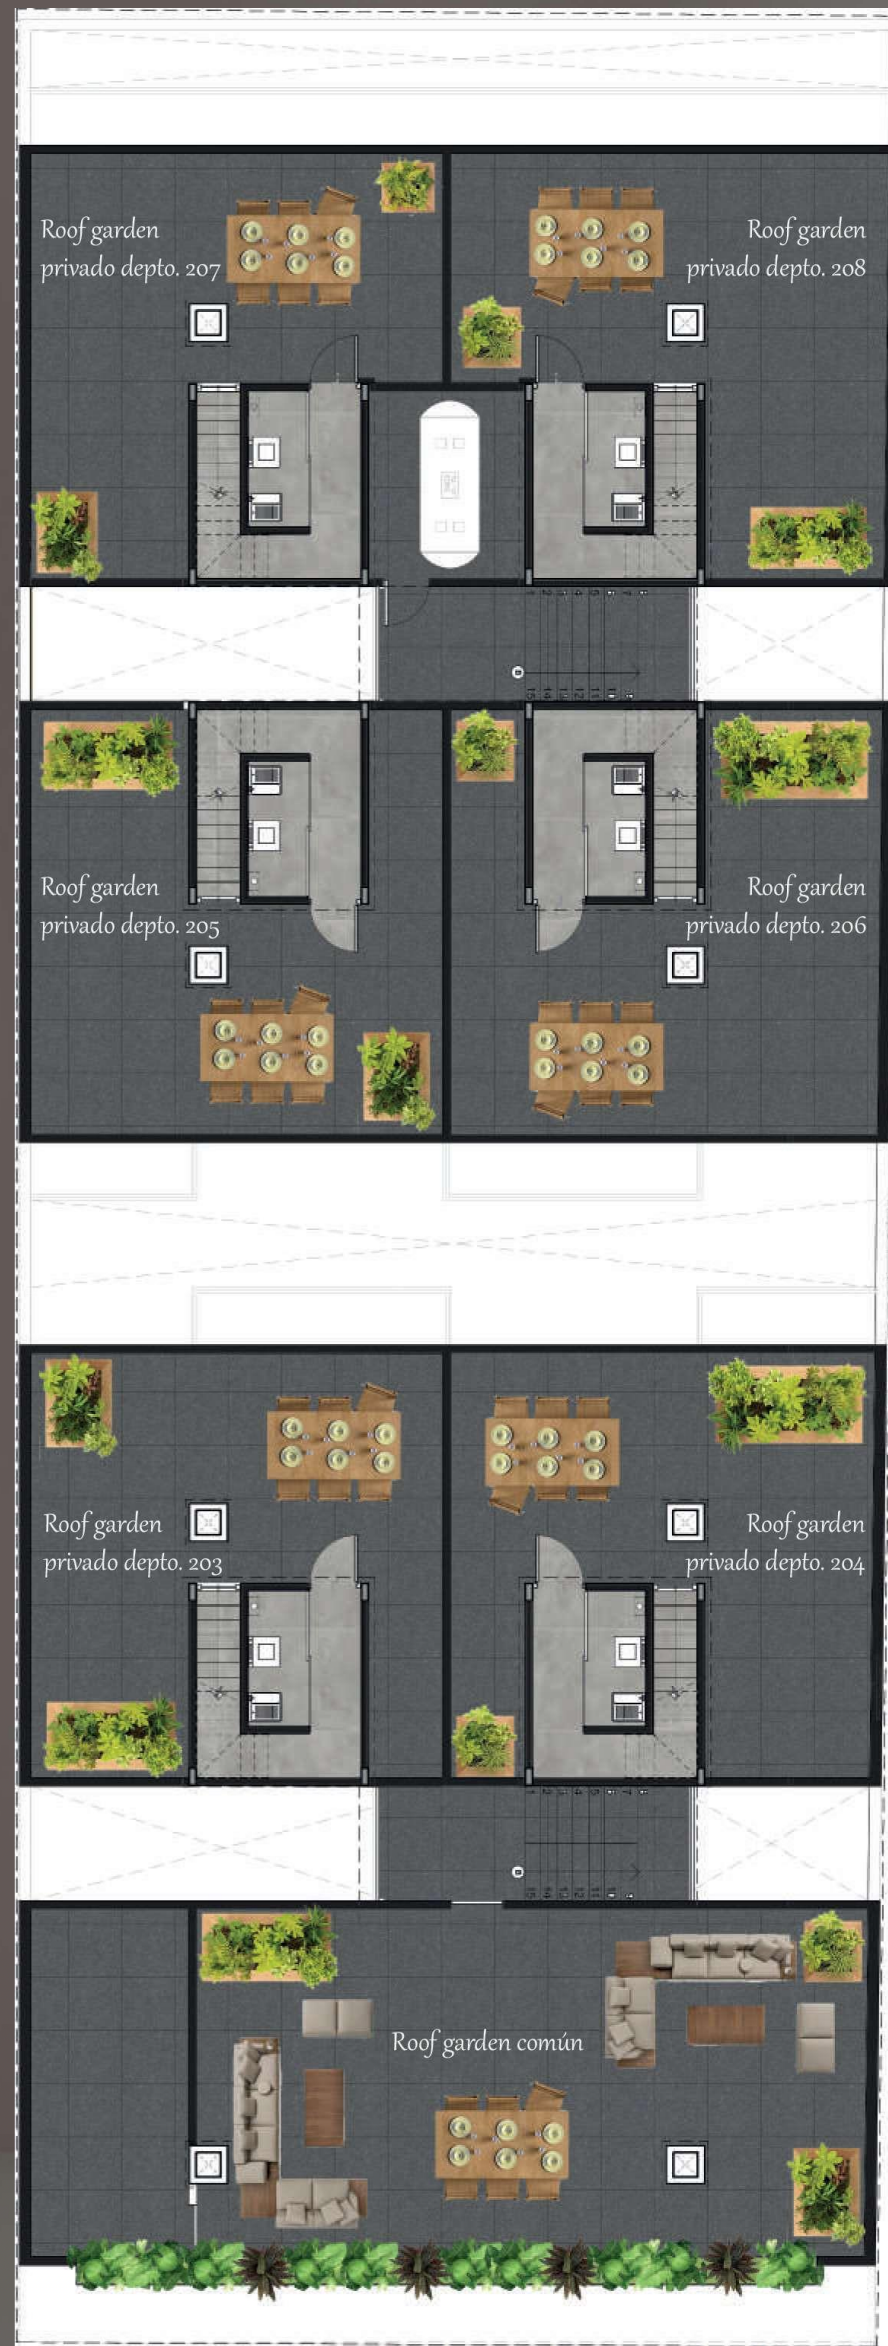 Roof garden
privado depto. 207
Roof garden
privado depto. 208
Roof garden
privado depto. 205
Roof garden
privado depto. 206
Roof garden
privado depto. 203
Roof garden
privado depto. 204
Roof garden común